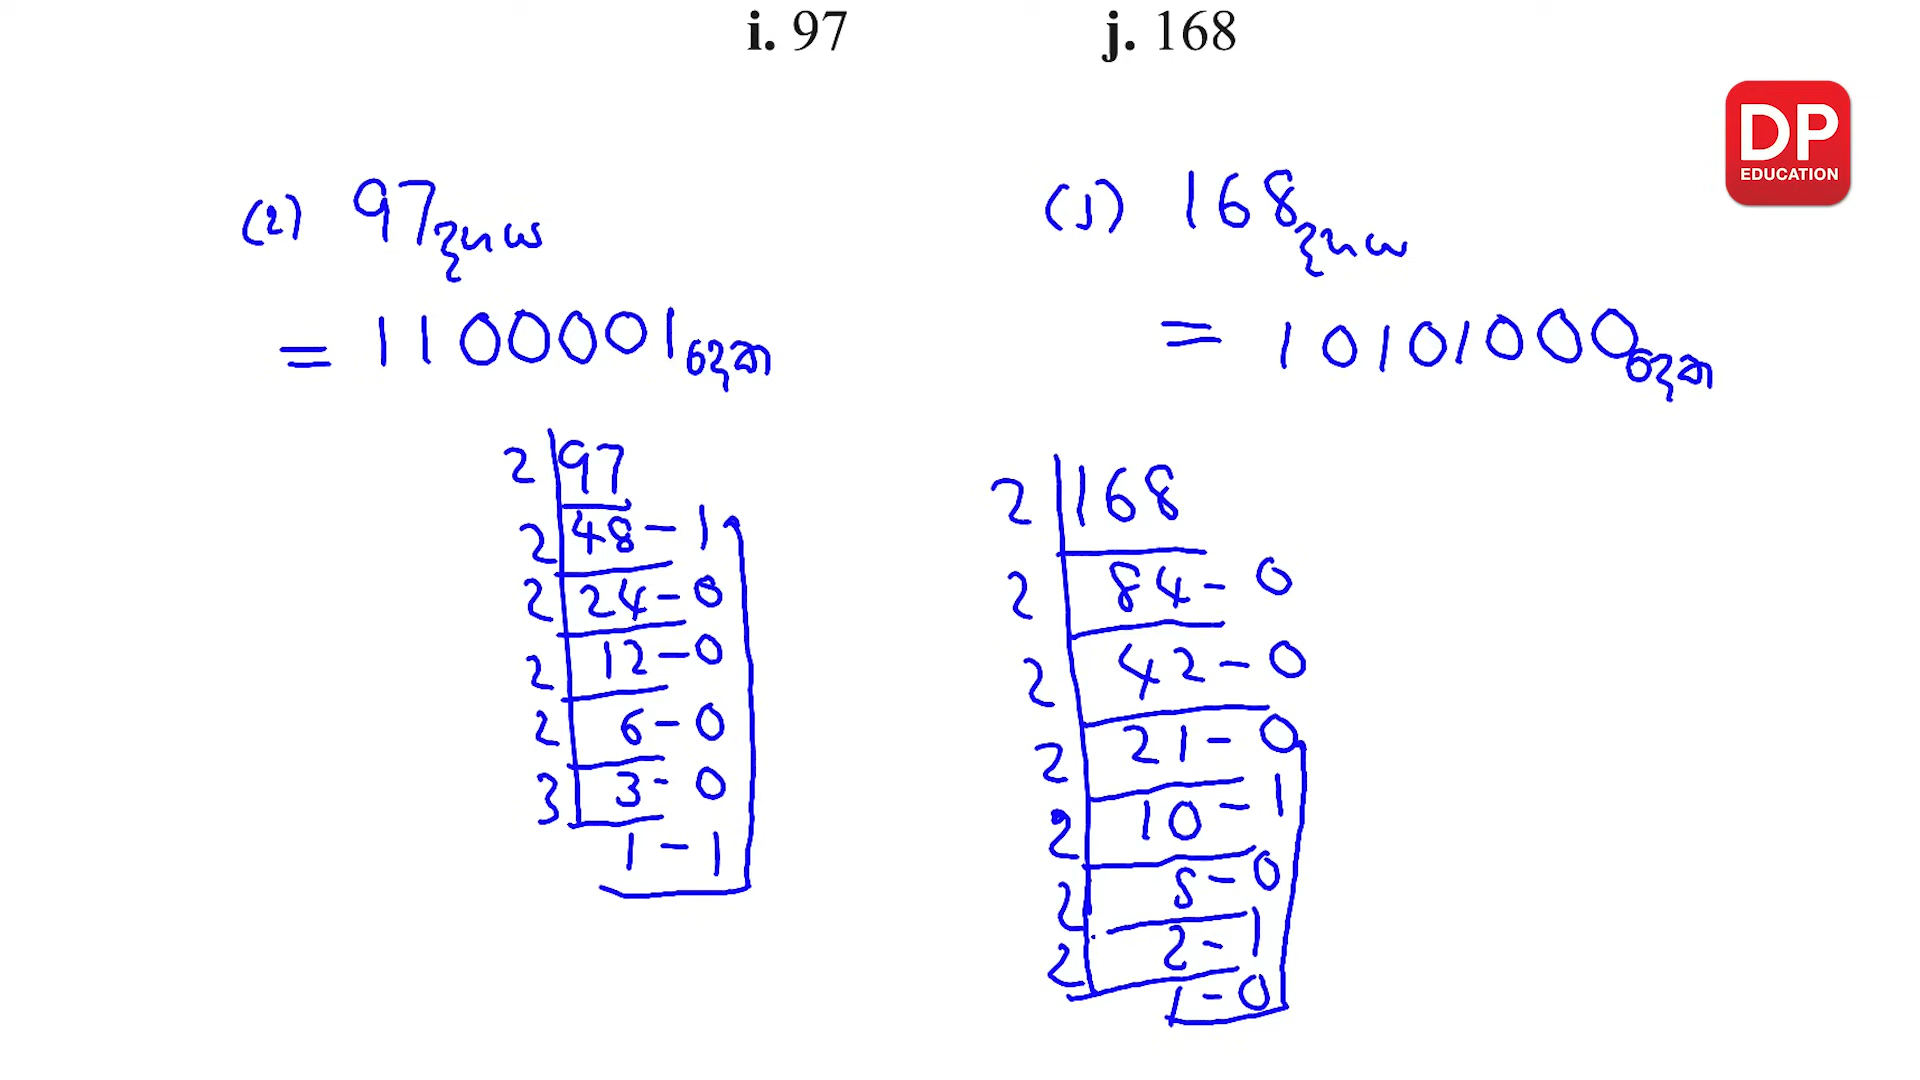 i. 97 j. 168
DP
EDUCATION
(i) 97දහය
(j) 168දහය
= 1100001දෙක
= 10101000දෙක
2 97
2 48 - 1
2 24 - 0
2 12 - 0
2 6 - 0
3 3 - 0
1 - 1
2 168
2 84 - 0
2 42 - 0
2 21 - 0
2 10 - 1
2 5 - 0
2 2 - 1
1 - 0